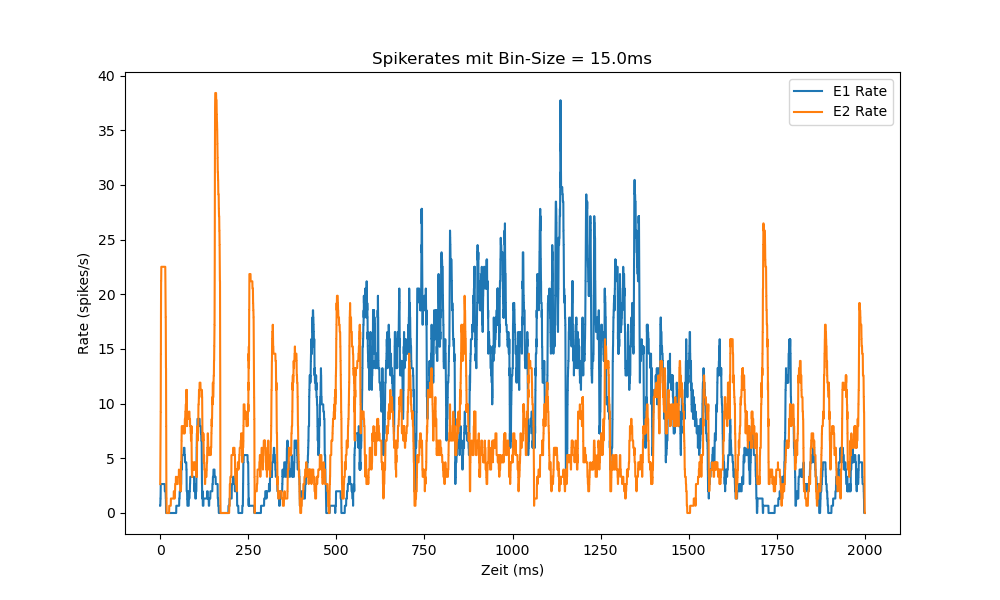 Spikerates mit Bin-Size = 15.0ms
E1 Rate
E2 Rate
Rate (spikes/s)
40
35
30
25
20
15
10
5
0
0 250 500 750 1000 1250 1500 1750 2000
Zeit (ms)